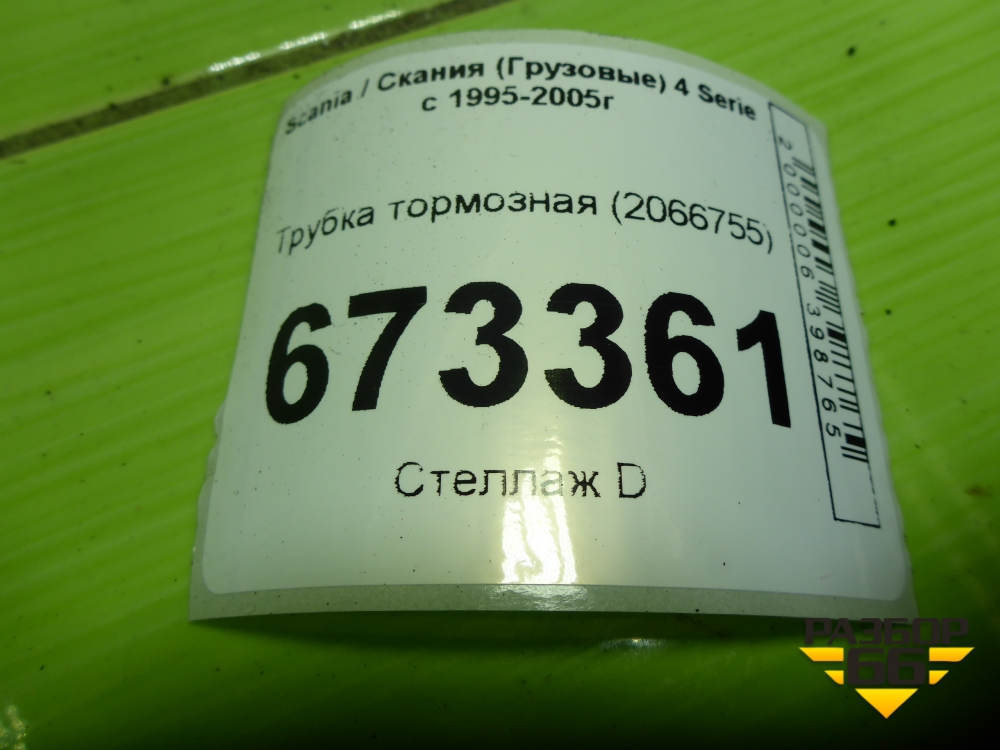 Scania / Скания (Грузовые) 4 Serie
с 1995-2005г
Трубка тормозная (2066755)
673361
Стеллаж D
2000006398765
РАЗБОР
66